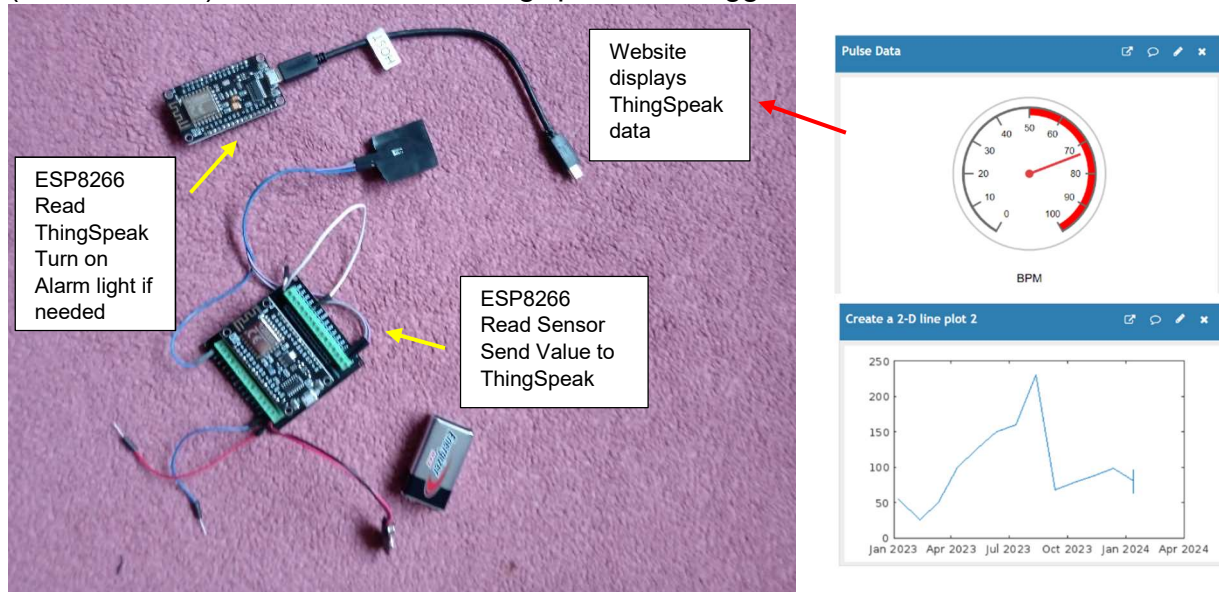 HOST
Website
displays
ThingSpeak
data
ESP8266
Read
ThingSpeak
Turn on
Alarm light if
needed
ESP8266
Read Sensor
Send Value to
ThingSpeak
Energizer
Pulse Data
0
10
20
30
40
50
60
70
80
90
100
BPM
Create a 2-D line plot 2
250
200
150
100
50
0
Jan 2023 Apr 2023 Jul 2023 Oct 2023 Jan 2024 Apr 2024